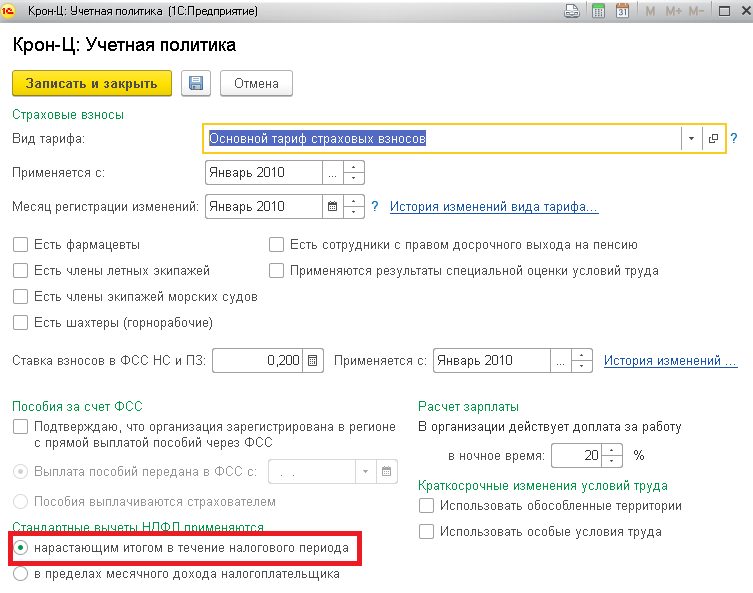 Крон-Ц: Учетная политика (1С:Предприятие)
31 M M+ M-
Крон-Ц: Учетная политика
Записать и закрыть Отмена
Страховые взносы
Вид тарифа: Основной тариф страховых взносов ?
Применяется с: Январь 2010 ...
Месяц регистрации изменений: Январь 2010 ? История изменений вида тарифа...
Есть фармацевты Есть сотрудники с правом досрочного выхода на пенсию
Есть члены летных экипажей Применяются результаты специальной оценки условий труда
Есть члены экипажей морских судов
Есть шахтеры (горнорабочие)
Ставка взносов в ФСС НС и ПЗ: 0,200 Применяется с: Январь 2010 ... История изменений ...
Пособия за счет ФСС
Подтверждаю, что организация зарегистрирована в регионе
с прямой выплатой пособий через ФСС
Выплата пособий передана в ФСС с: . .
Пособия выплачиваются страхователем
Стандартные вычеты НДФЛ применяются
нарастающим итогом в течение налогового периода
в пределах месячного дохода налогоплательщика
Расчет зарплаты
В организации действует доплата за работу
в ночное время: 20 %
Краткосрочные изменения условий труда
Использовать обособленные территории
Использовать особые условия труда